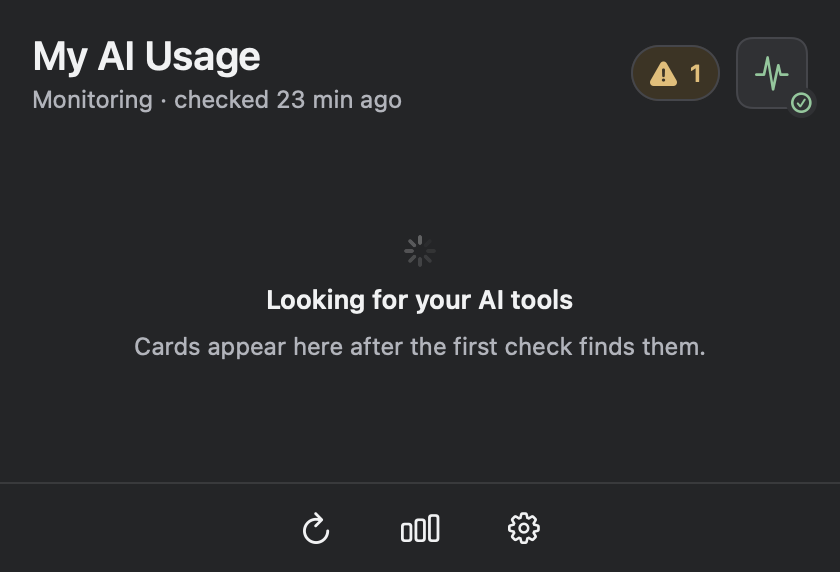 My AI Usage
Monitoring · checked 23 min ago
1
Looking for your AI tools
Cards appear here after the first check finds them.